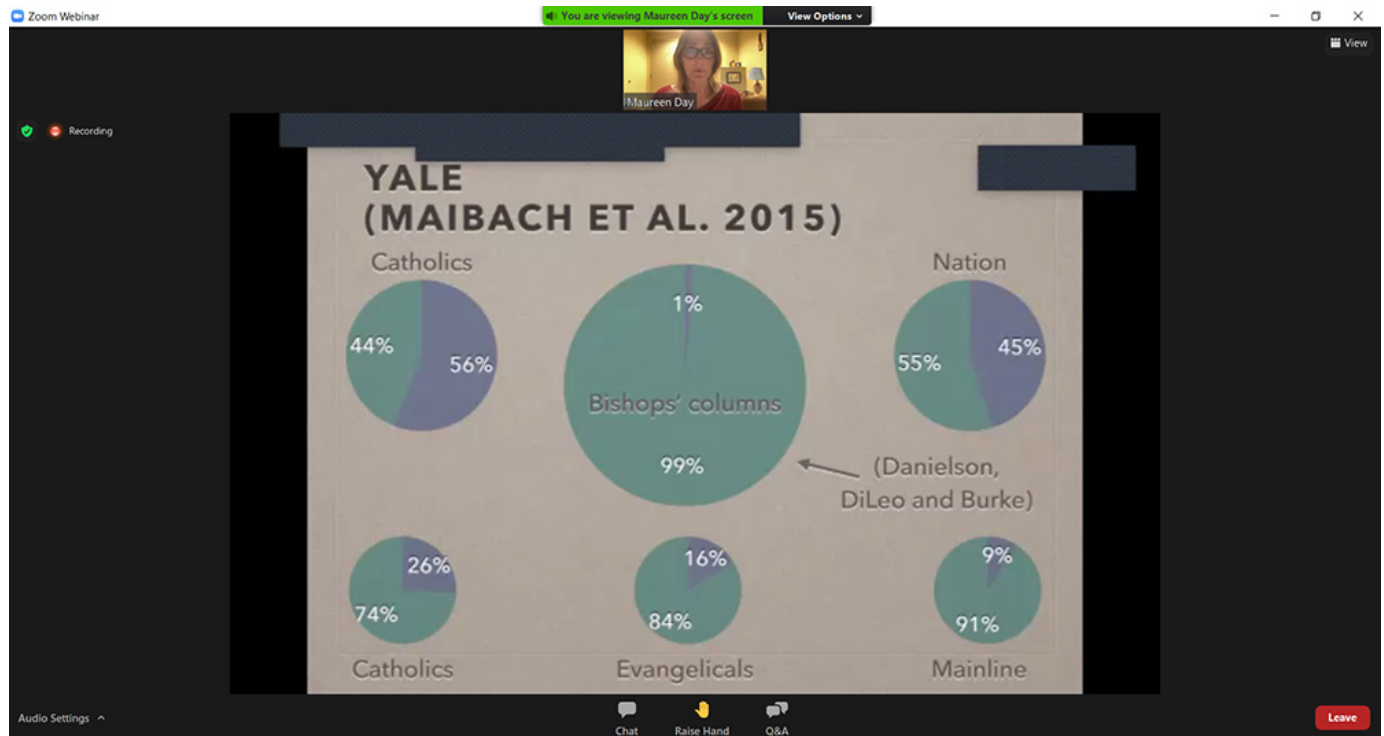 Zoom Webinar
You are viewing Maureen Day's screen
View Options
View
Maureen Day
Recording
YALE
(MAIBACH ET AL. 2015)
Catholics
44%
56%
1%
Bishops' columns
99%
Nation
55%
45%
(Danielson,
DiLeo and Burke)
26%
74%
Catholics
16%
84%
Evangelicals
9%
91%
Mainline
Audio Settings
Chat
Raise Hand
Q&A
Leave